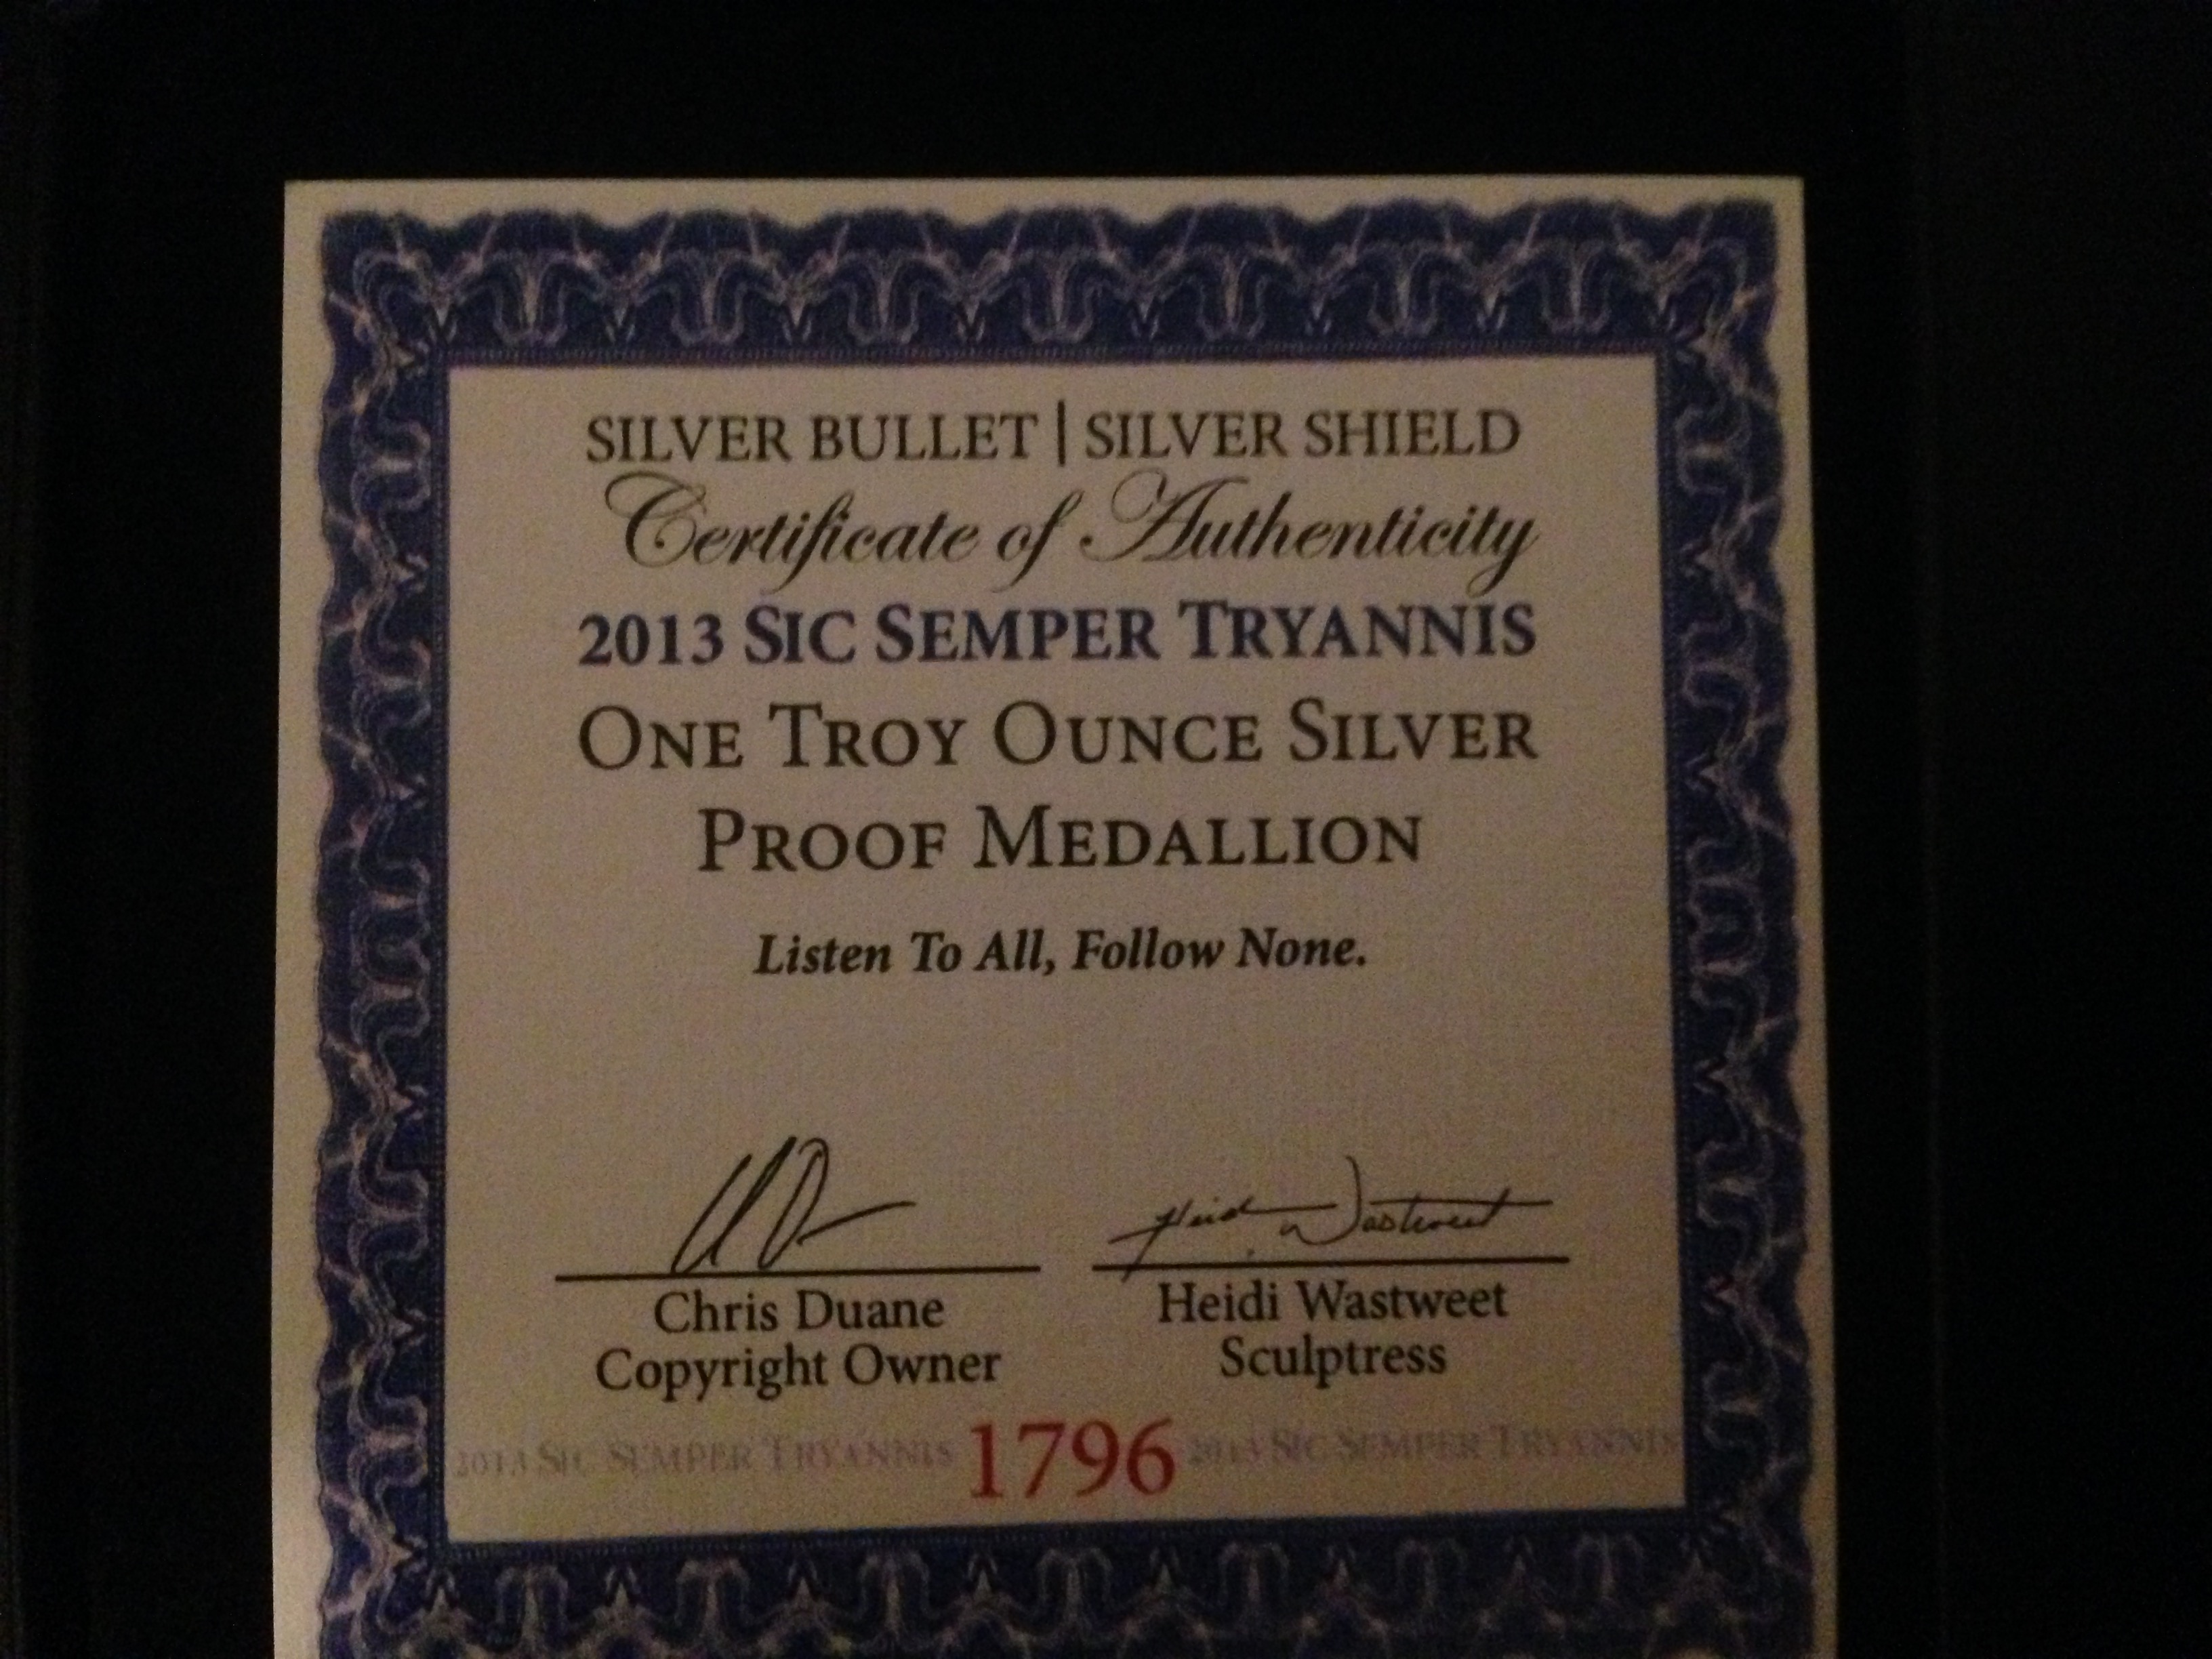 SILVER BULLET | SILVER SHIELD
Certificate of Authenticity
2013 SIC SEMPER TRYANNIS
ONE TROY OUNCE SILVER
PROOF MEDALLION
Listen To All, Follow None.
Heidi Wastweet
Chris Duane
Copyright Owner
Heidi Wastweet
Sculptress
2013 SIC SEMPER TRYANNIS 1796 2013 SIC SEMPER TRYANNIS